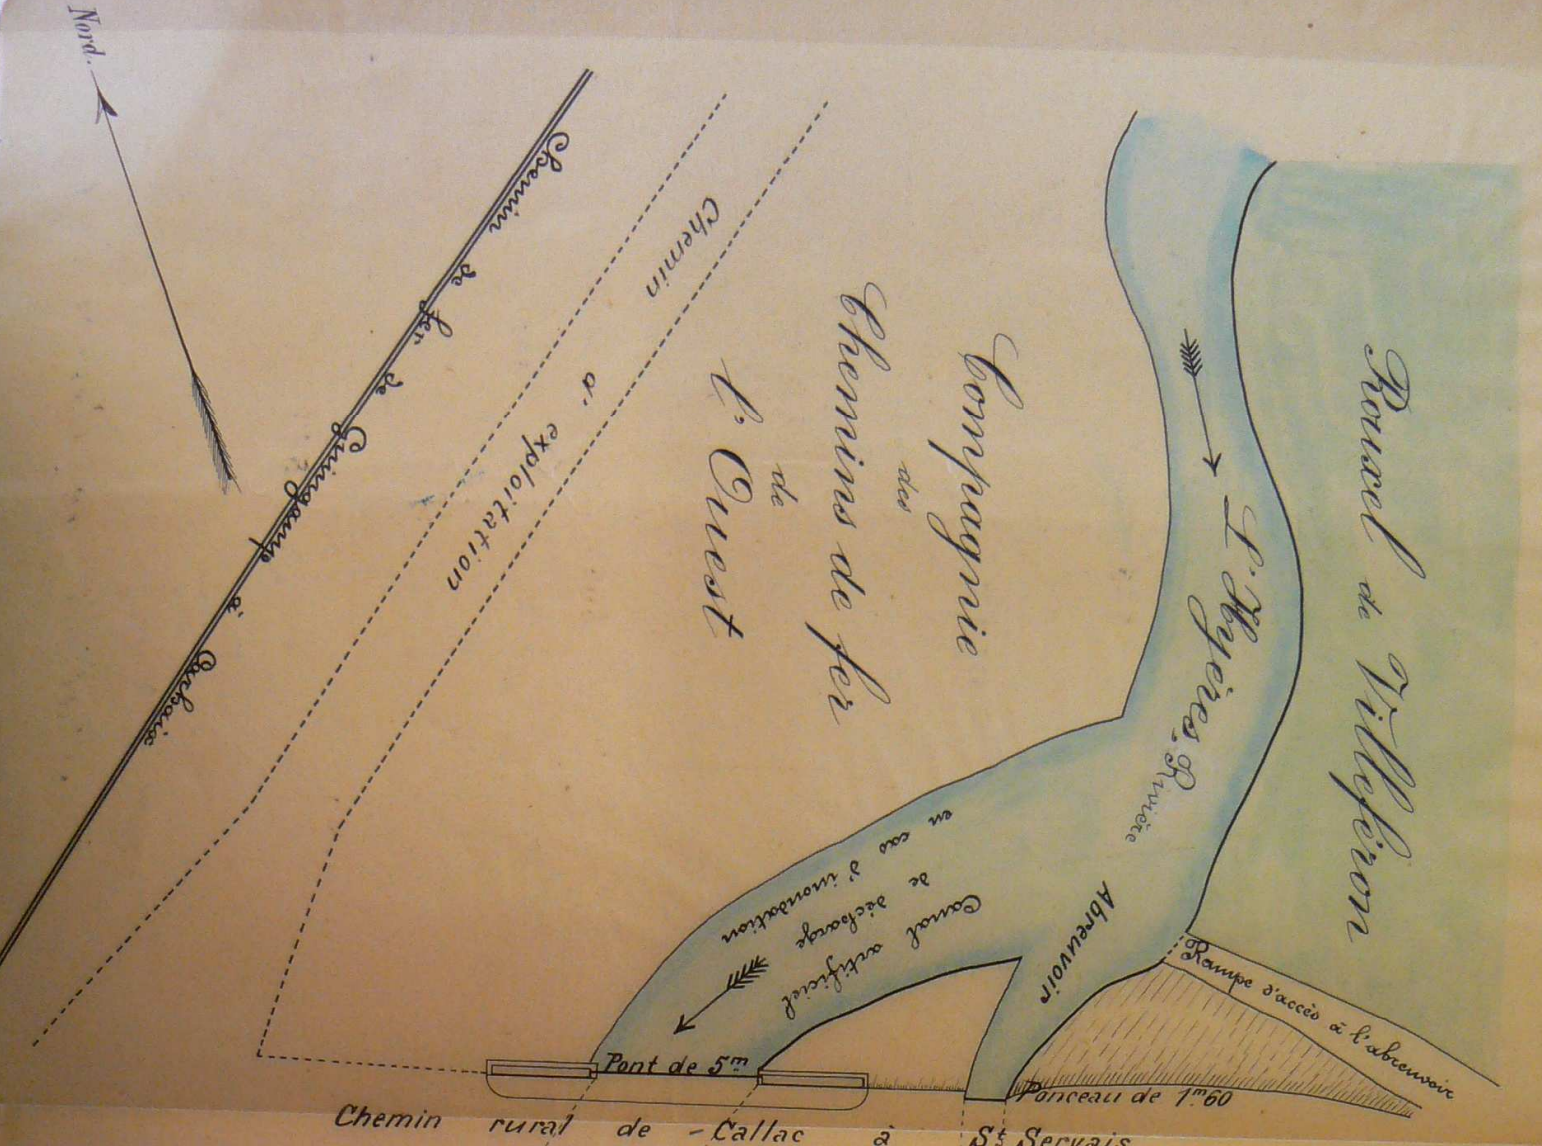 Nord.
Chemin de fer de Guingamp à Carhaix
Chemin d'exploitation
Compagnie
des
Chemins de fer
de
l'Ouest
L'Hyères, Rivière
Rouxel de Villeféron
Abreuvoir
Canal artificiel
de décharge
en cas d'inondation
Rampe d'accès à l'abreuvoir
Pont de 5m
Ponceau de 1m60
Chemin rural de Callac à St Servais